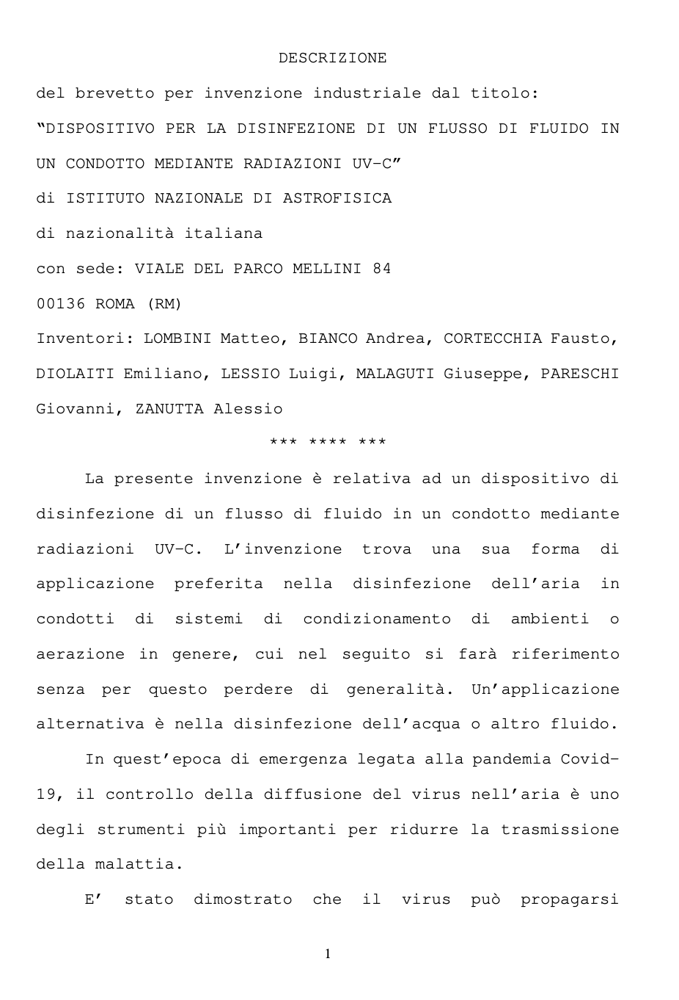 DESCRIZIONE
del brevetto per invenzione industriale dal titolo:
“DISPOSITIVO PER LA DISINFEZIONE DI UN FLUSSO DI FLUIDO IN
UN CONDOTTO MEDIANTE RADIAZIONI UV-C”
di ISTITUTO NAZIONALE DI ASTROFISICA
di nazionalità italiana
con sede: VIALE DEL PARCO MELLINI 84
00136 ROMA (RM)
Inventori: LOMBINI Matteo, BIANCO Andrea, CORTECCHIA Fausto,
DIOLAITI Emiliano, LESSIO Luigi, MALAGUTI Giuseppe, PARESCHI
Giovanni, ZANUTTA Alessio
*** **** ***
La presente invenzione è relativa ad un dispositivo di
disinfezione di un flusso di fluido in un condotto mediante
radiazioni UV-C. L’invenzione trova una sua forma di
applicazione preferita nella disinfezione dell’aria in
condotti di sistemi di condizionamento di ambienti o
aerazione in genere, cui nel seguito si farà riferimento
senza per questo perdere di generalità. Un’applicazione
alternativa è nella disinfezione dell’acqua o altro fluido.
In quest’epoca di emergenza legata alla pandemia Covid-
19, il controllo della diffusione del virus nell’aria è uno
degli strumenti più importanti per ridurre la trasmissione
della malattia.
E’ stato dimostrato che il virus può propagarsi
1